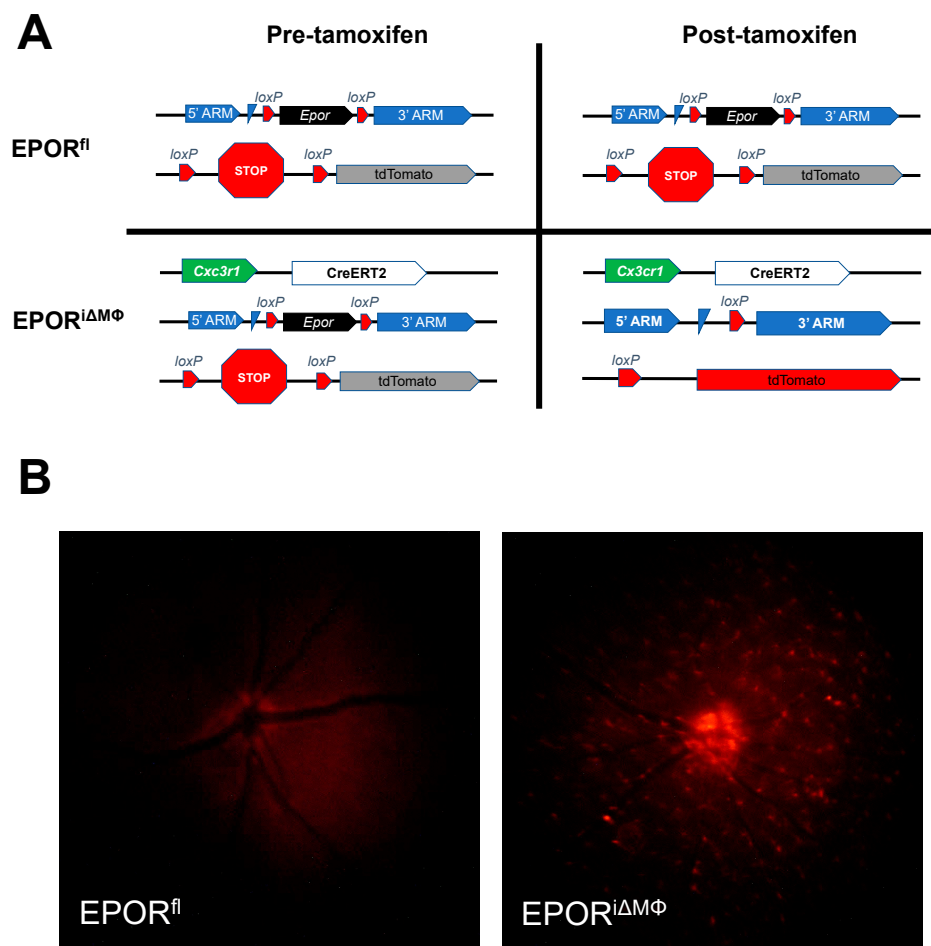 A
Pre-tamoxifen
Post-tamoxifen
EPORfl
loxP loxP
5' ARM Epor 3' ARM
loxP loxP
STOP tdTomato
loxP loxP
5' ARM Epor 3' ARM
loxP loxP
STOP tdTomato
EPORiΔMΦ
Cxc3r1 CreERT2
loxP loxP
5' ARM Epor 3' ARM
loxP loxP
STOP tdTomato
Cx3cr1 CreERT2
loxP
5' ARM 3' ARM
loxP
tdTomato
B
EPORfl
EPORiΔMΦ